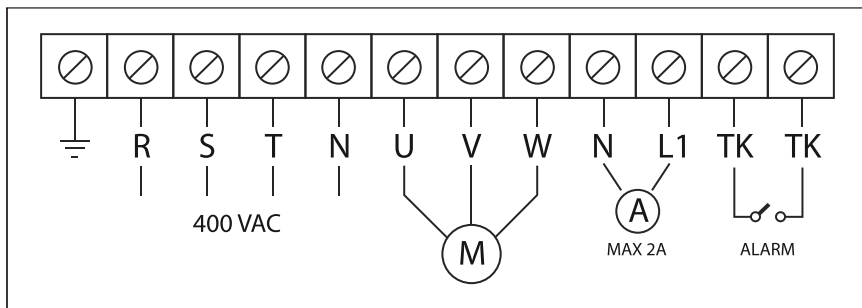 R S T N U V W N L1 TK TK
400 VAC
M
A
MAX 2A
ALARM